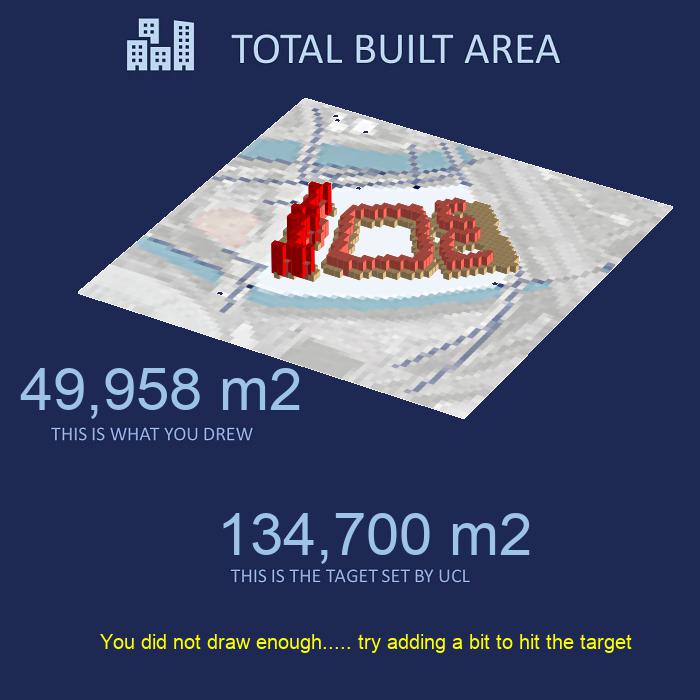 TOTAL BUILT AREA
49,958 m2
THIS IS WHAT YOU DREW
134,700 m2
THIS IS THE TAGET SET BY UCL
You did not draw enough..... try adding a bit to hit the target